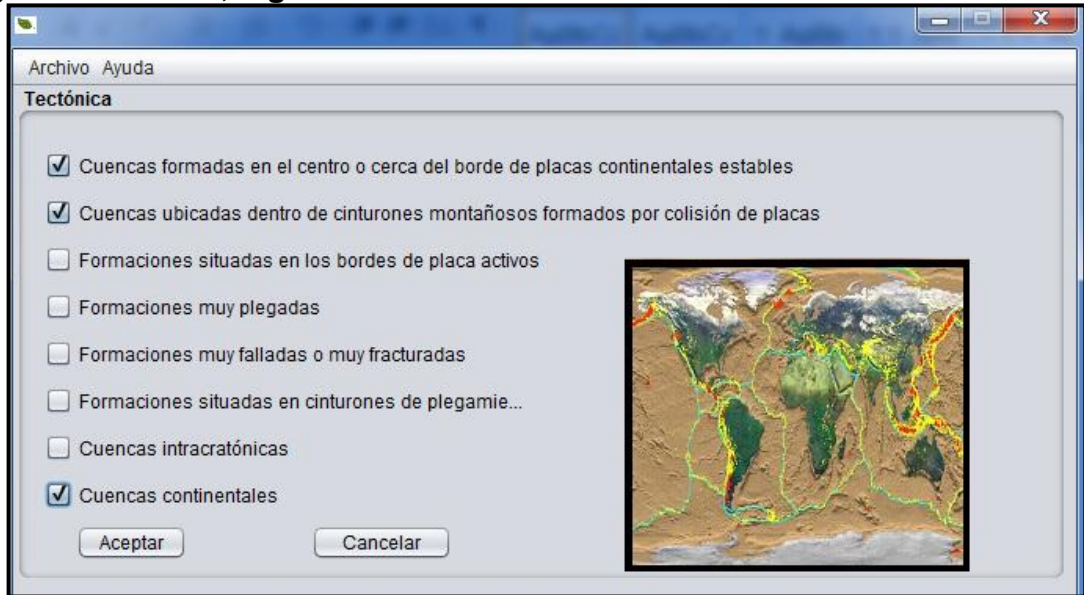 Archivo Ayuda
Tectónica
Cuencas formadas en el centro o cerca del borde de placas continentales estables
Cuencas ubicadas dentro de cinturones montañosos formados por colisión de placas
Formaciones situadas en los bordes de placa activos
Formaciones muy plegadas
Formaciones muy falladas o muy fracturadas
Formaciones situadas en cinturones de plegamie...
Cuencas intracratónicas
Cuencas continentales
Aceptar Cancelar